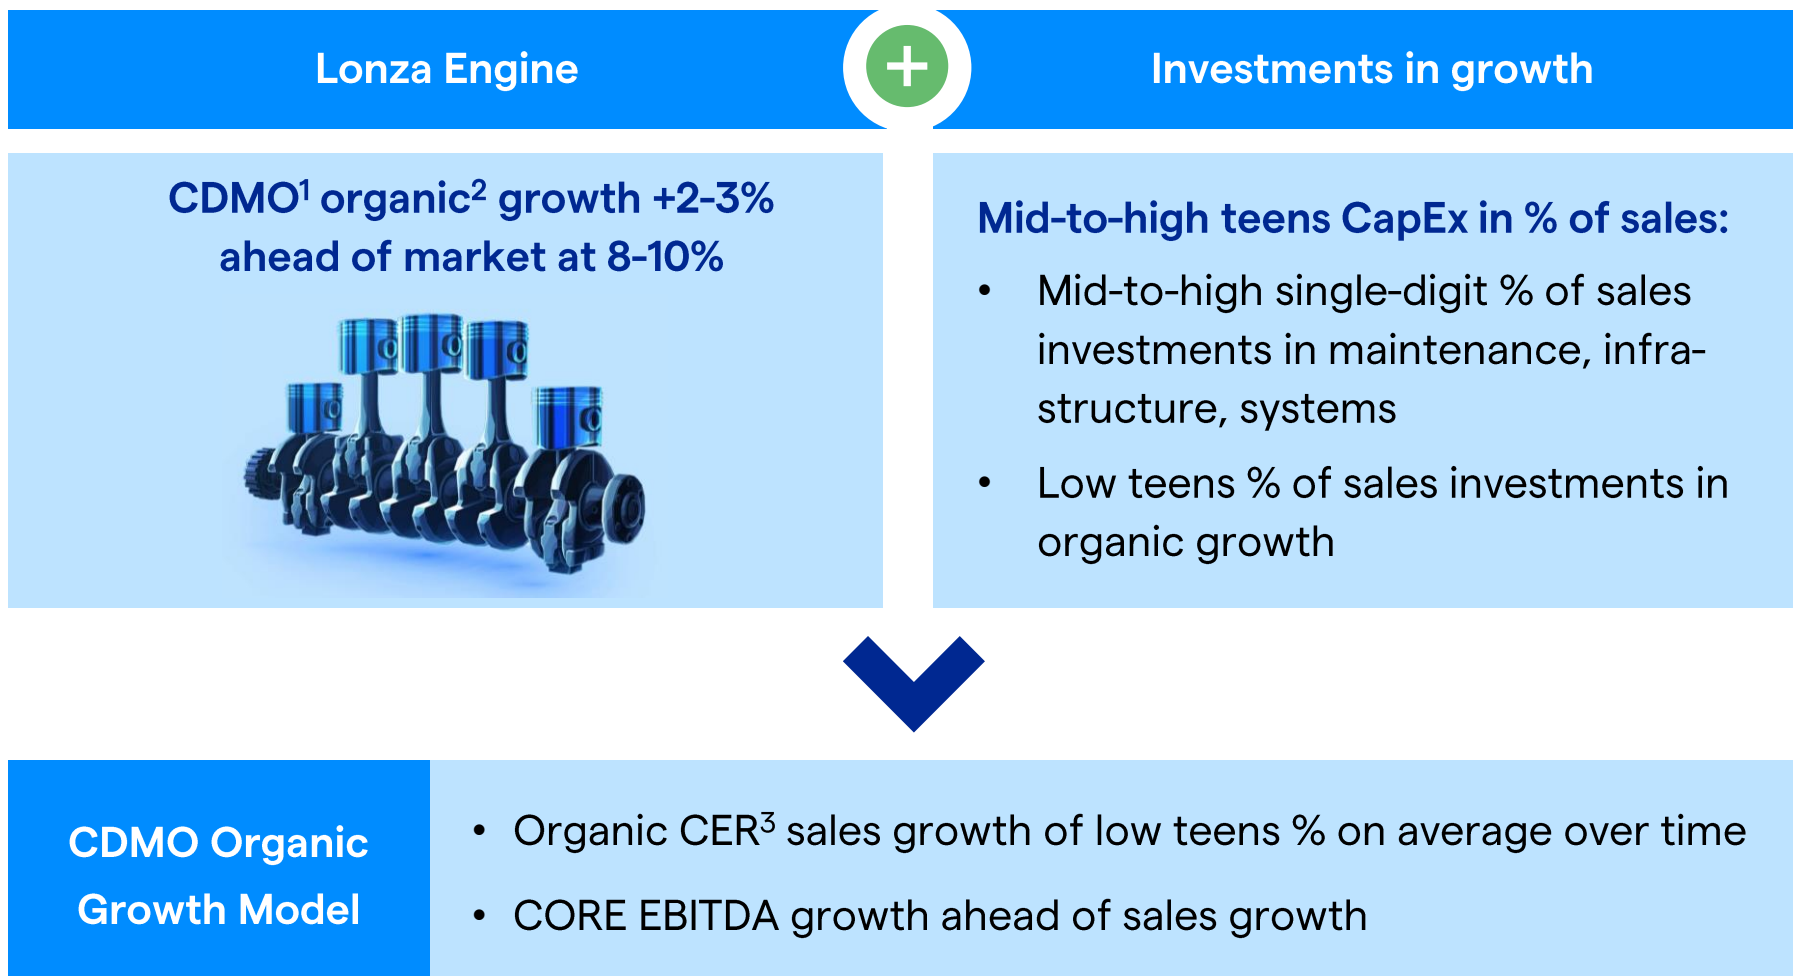 Lonza Engine
+
Investments in growth
CDMO¹ organic² growth +2-3%
ahead of market at 8-10%
Mid-to-high teens CapEx in % of sales:
• Mid-to-high single-digit % of sales
investments in maintenance, infra-
structure, systems
• Low teens % of sales investments in
organic growth
CDMO Organic
Growth Model
• Organic CER³ sales growth of low teens % on average over time
• CORE EBITDA growth ahead of sales growth